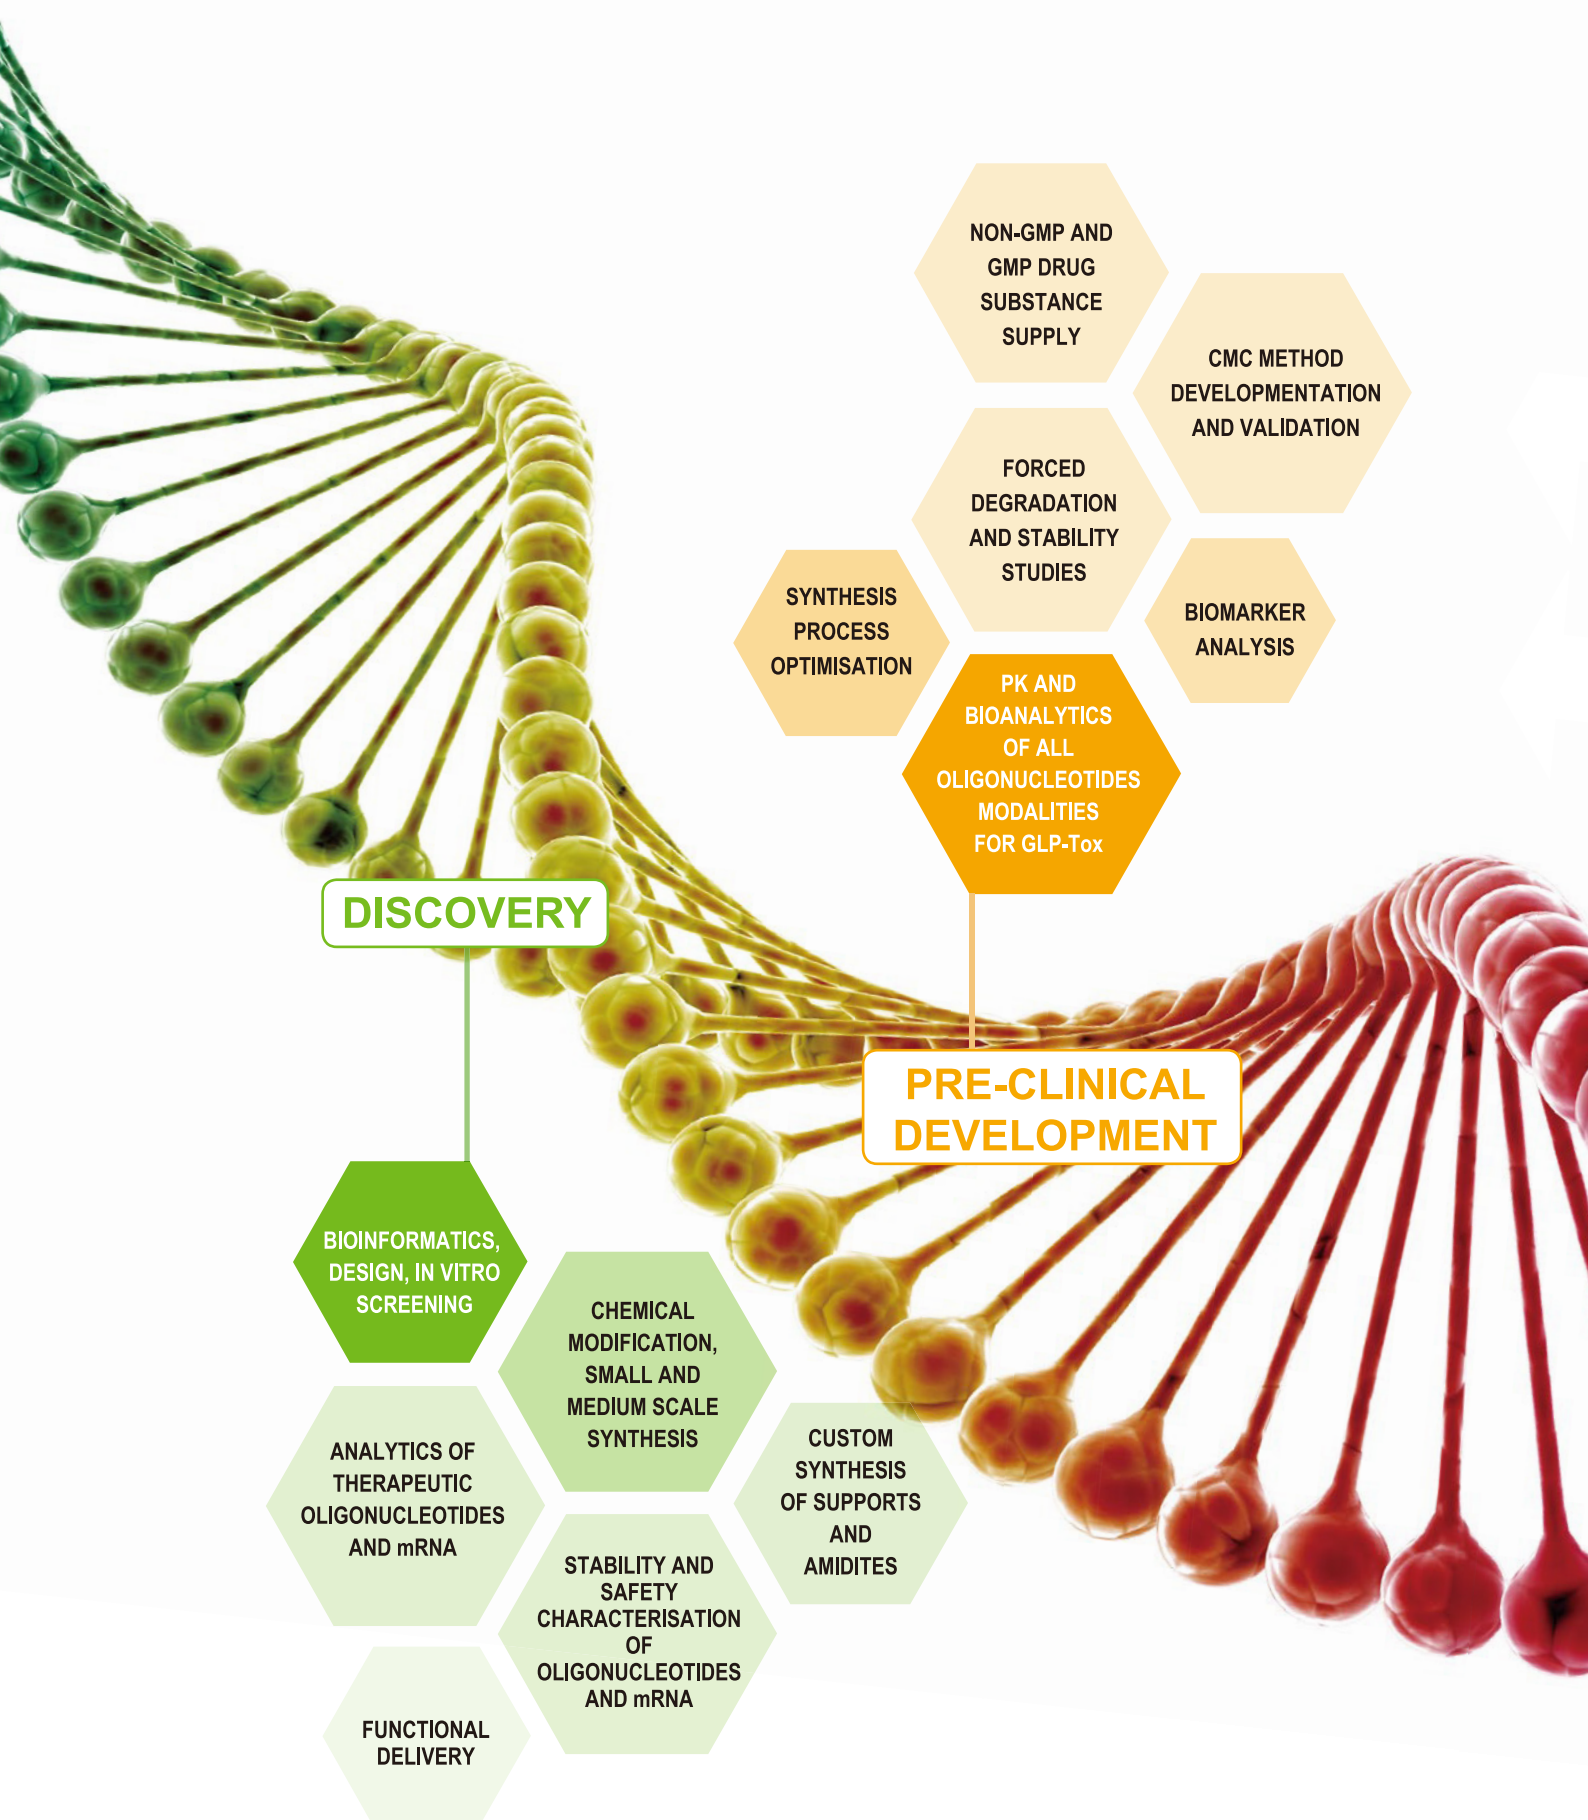 NON-GMP AND
GMP DRUG
SUBSTANCE
SUPPLY
CMC METHOD
DEVELOPMENTATION
AND VALIDATION
FORCED
DEGRADATION
AND STABILITY
STUDIES
SYNTHESIS
PROCESS
OPTIMISATION
BIOMARKER
ANALYSIS
PK AND
BIOANALYTICS
OF ALL
OLIGONUCLEOTIDES
MODALITIES
FOR GLP-Tox
DISCOVERY
PRE-CLINICAL
DEVELOPMENT
BIOINFORMATICS,
DESIGN, IN VITRO
SCREENING
CHEMICAL
MODIFICATION,
SMALL AND
MEDIUM SCALE
SYNTHESIS
ANALYTICS OF
THERAPEUTIC
OLIGONUCLEOTIDES
AND mRNA
CUSTOM
SYNTHESIS
OF SUPPORTS
AND
AMIDITES
STABILITY AND
SAFETY
CHARACTERISATION
OF
OLIGONUCLEOTIDES
AND mRNA
FUNCTIONAL
DELIVERY